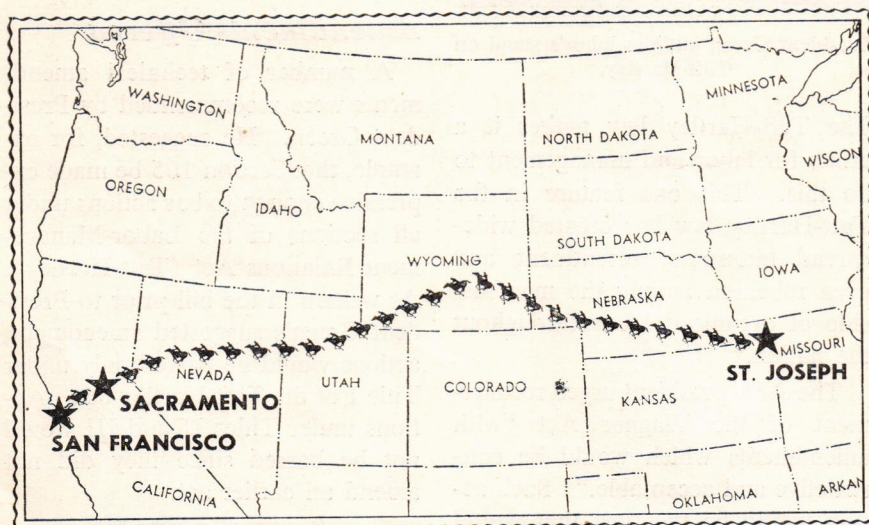 WASHINGTON
MONTANA
NORTH DAKOTA
MINNESOTA
OREGON
IDAHO
WISCON
SOUTH DAKOTA
WYOMING
IOWA
NEBRASKA
NEVADA
UTAH
COLORADO
MISSOURI
ST. JOSEPH
KANSAS
SACRAMENTO
SAN FRANCISCO
CALIFORNIA
OKLAHOMA
ARKAN